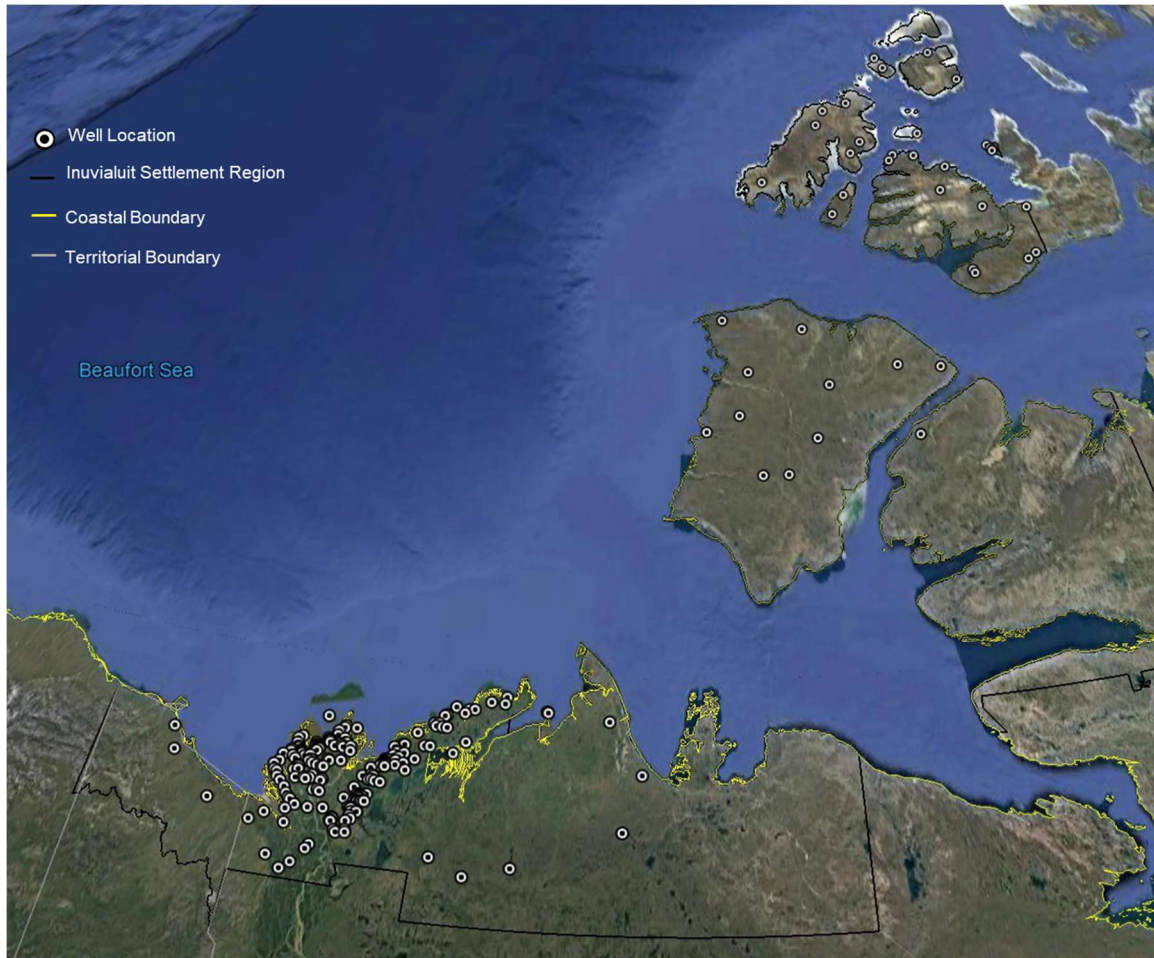 Well Location
Inuvialuit Settlement Region
Coastal Boundary
Territorial Boundary
Beaufort Sea